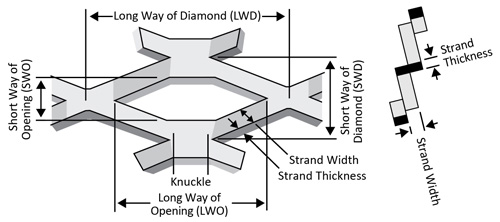 Long Way of Diamond (LWD)
Short Way of
Opening (SWO)
Short Way of
Diamond (SWD)
Strand Width
Strand Thickness
Knuckle
Long Way of
Opening (LWO)
Strand
Thickness
Strand Width